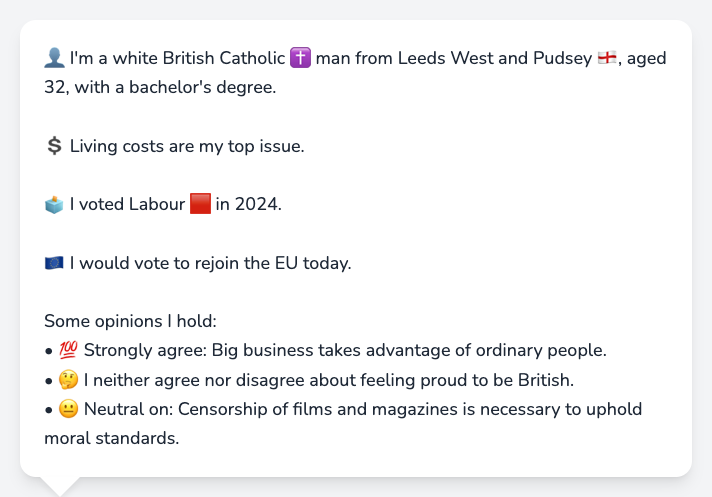 👤 I'm a white British Catholic ✝️ man from Leeds West and Pudsey 🏴󠁧󠁢󠁥󠁮󠁧󠁿, aged
32, with a bachelor's degree.
💲 Living costs are my top issue.
🗳️ I voted Labour 🟥 in 2024.
🇪🇺 I would vote to rejoin the EU today.
Some opinions I hold:
• 💯 Strongly agree: Big business takes advantage of ordinary people.
• 🤔 I neither agree nor disagree about feeling proud to be British.
• 😐 Neutral on: Censorship of films and magazines is necessary to uphold
moral standards.